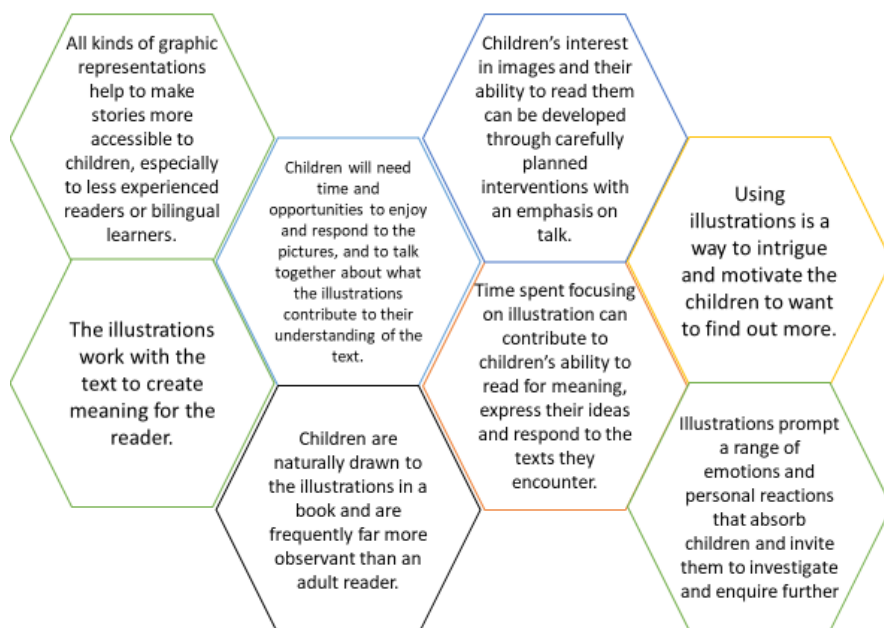 All kinds of graphic
representations
help to make
stories more
accessible to
children, especially
to less experienced
readers or bilingual
learners.
The illustrations
work with the
text to create
meaning for the
reader.
Children will need
time and
opportunities to enjoy
and respond to the
pictures, and to talk
together about what
the illustrations
contribute to their
understanding of the
text.
Children are
naturally drawn to
the illustrations in a
book and are
frequently far more
observant than an
adult reader.
Children’s interest
in images and their
ability to read them
can be developed
through carefully
planned
interventions with
an emphasis on
talk.
Time spent focusing
on illustration can
contribute to
children’s ability to
read for meaning,
express their ideas
and respond to the
texts they
encounter.
Using
illustrations is a
way to intrigue
and motivate the
children to want
to find out more.
Illustrations prompt
a range of
emotions and
personal reactions
that absorb
children and invite
them to investigate
and enquire further